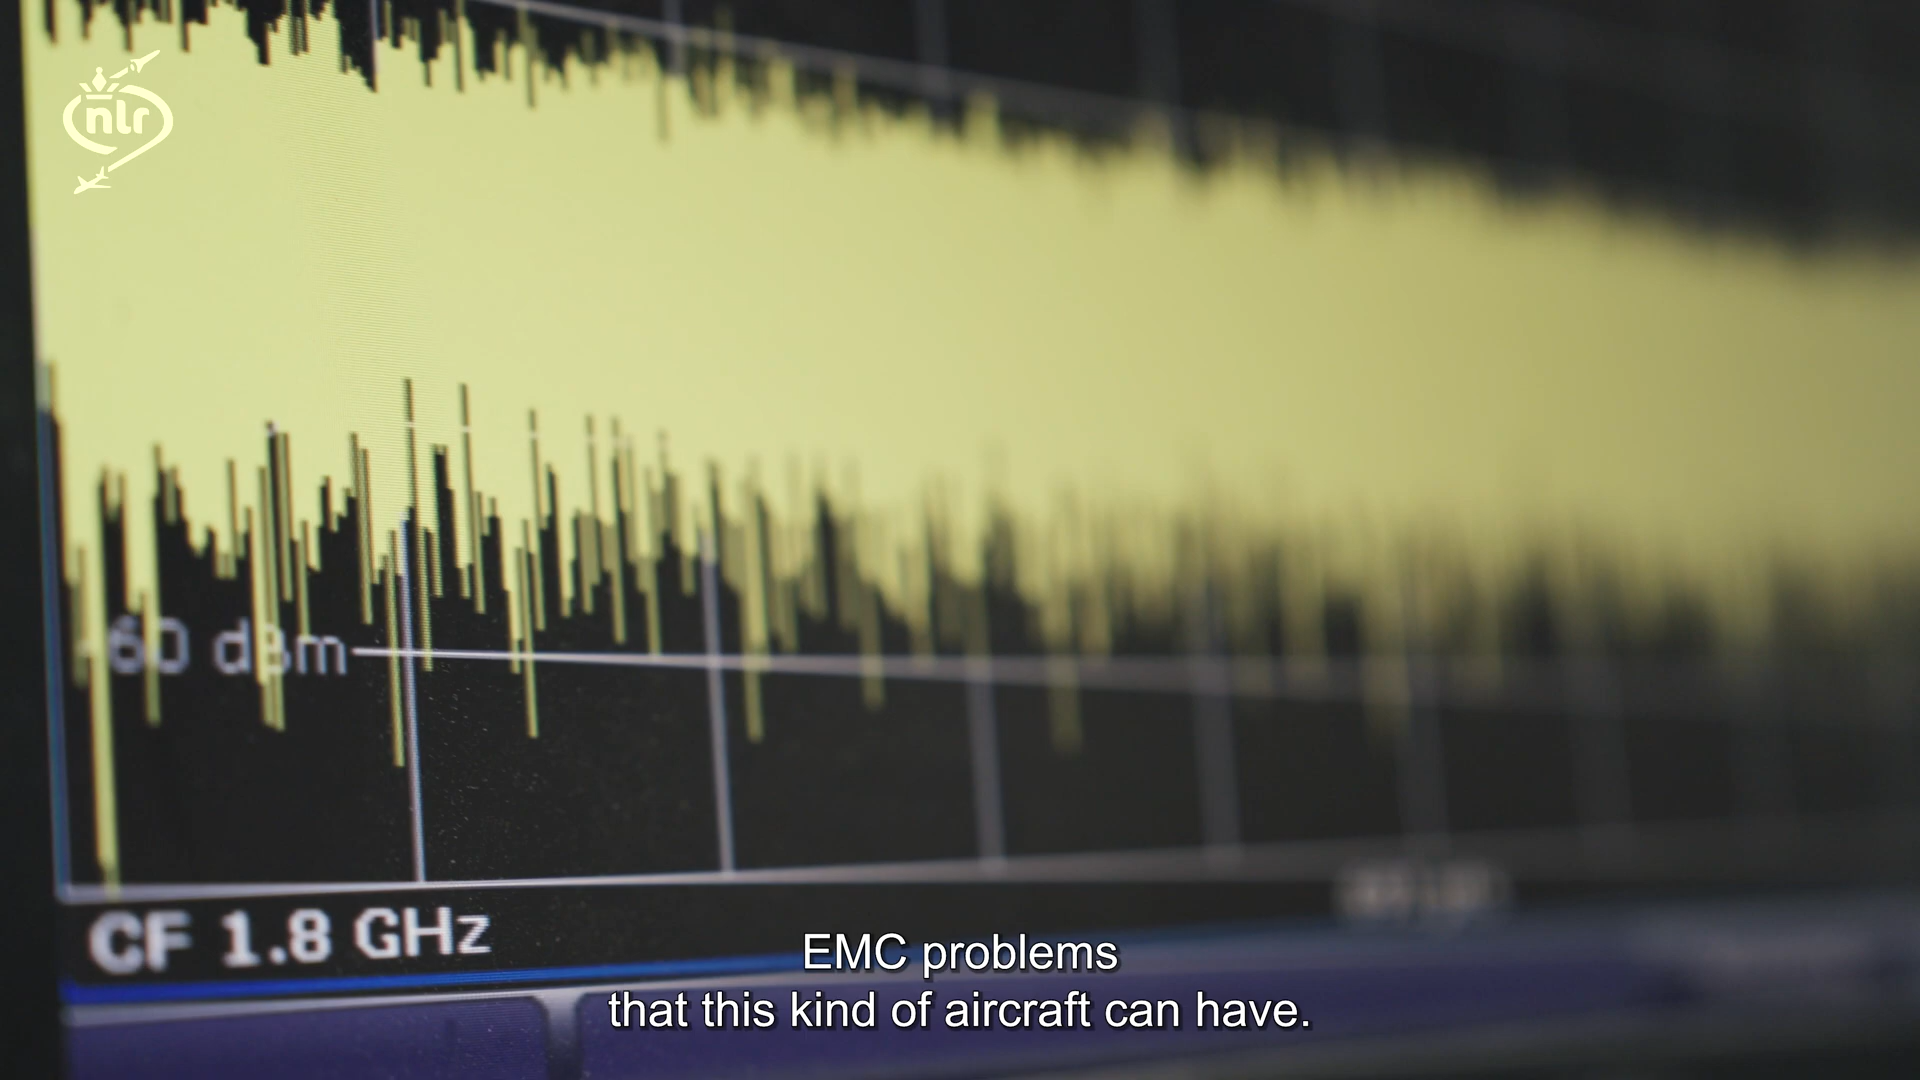 nlr
60 dBm
CF 1.8 GHz
EMC problems
that this kind of aircraft can have.